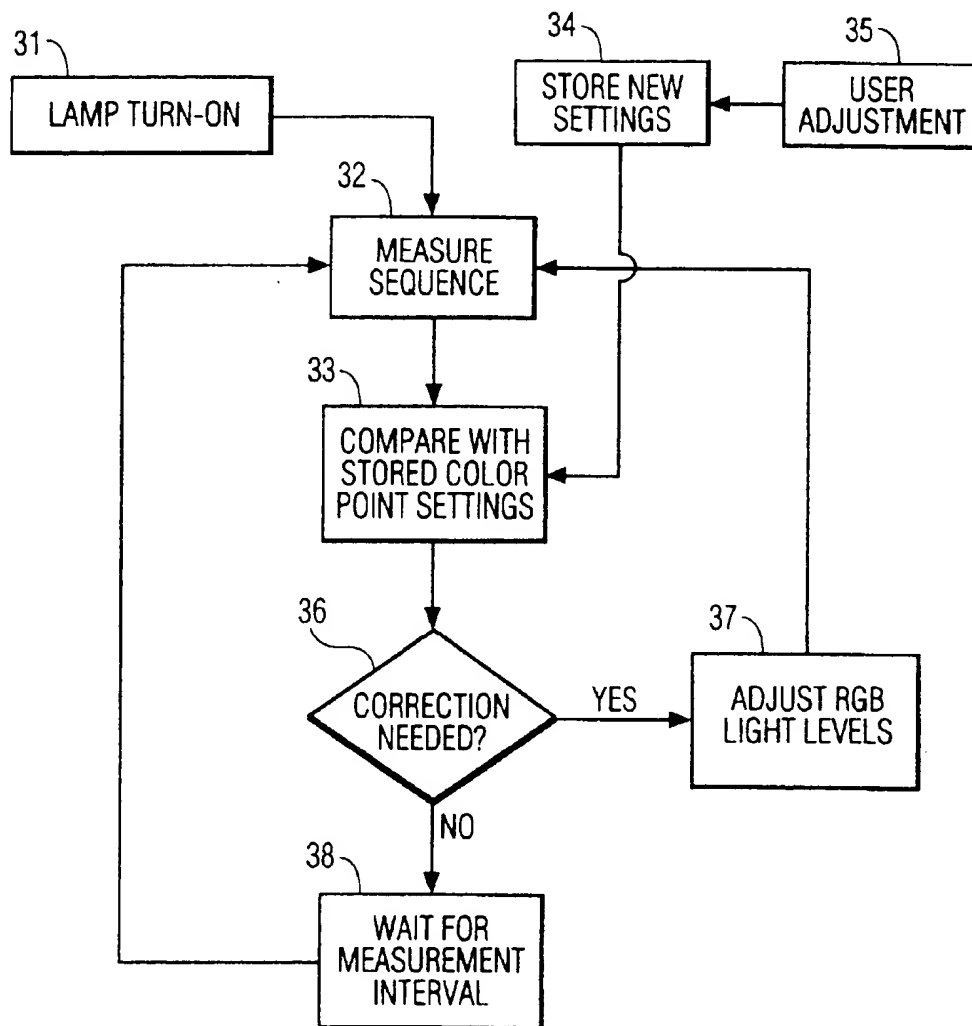 31
LAMP TURN-ON
34
STORE NEW
SETTINGS
35
USER
ADJUSTMENT
32
MEASURE
SEQUENCE
33
COMPARE WITH
STORED COLOR
POINT SETTINGS
36
CORRECTION
NEEDED?
YES
37
ADJUST RGB
LIGHT LEVELS
NO
38
WAIT FOR
MEASUREMENT
INTERVAL